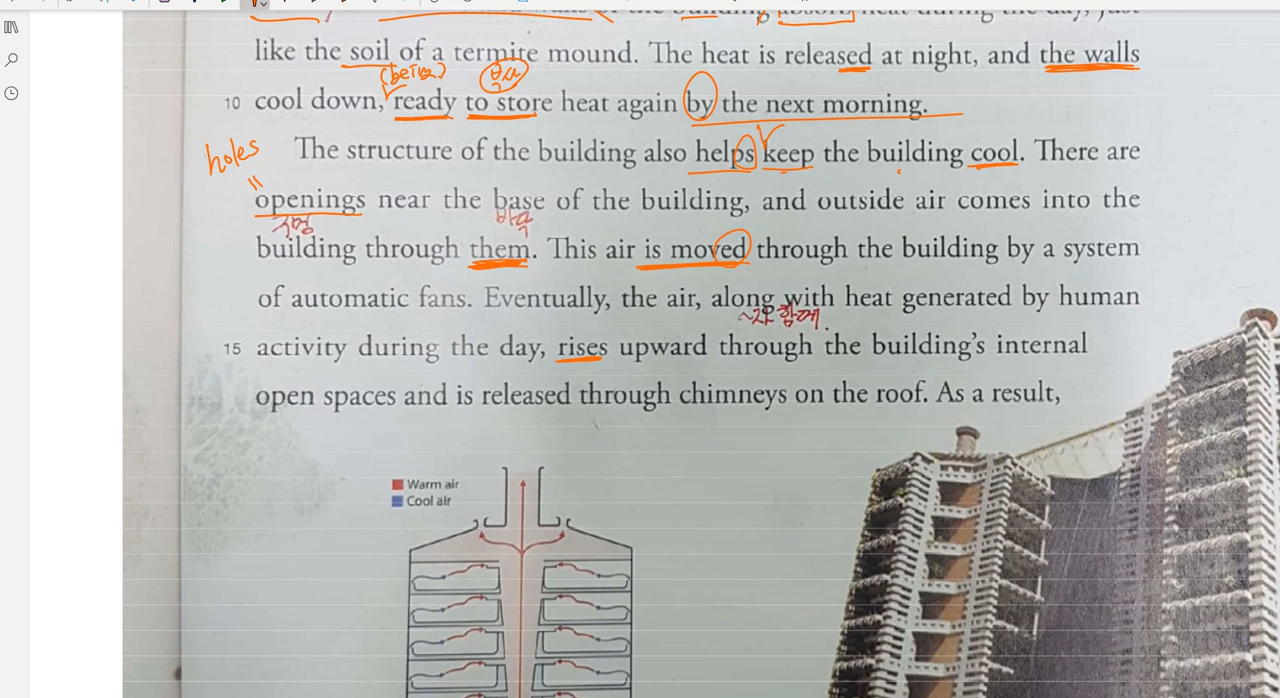 like the soil of a termite mound. The heat is released at night, and the walls
(being)
10 cool down, ready to store heat again by the next morning.
holes
The structure of the building also helps keep the building cool. There are
openings near the base of the building, and outside air comes into the
구멍
building through them. This air is moved through the building by a system
of automatic fans. Eventually, the air, along with heat generated by human
~와 함께
15 activity during the day, rises upward through the building's internal
open spaces and is released through chimneys on the roof. As a result,
Warm air
Cool air